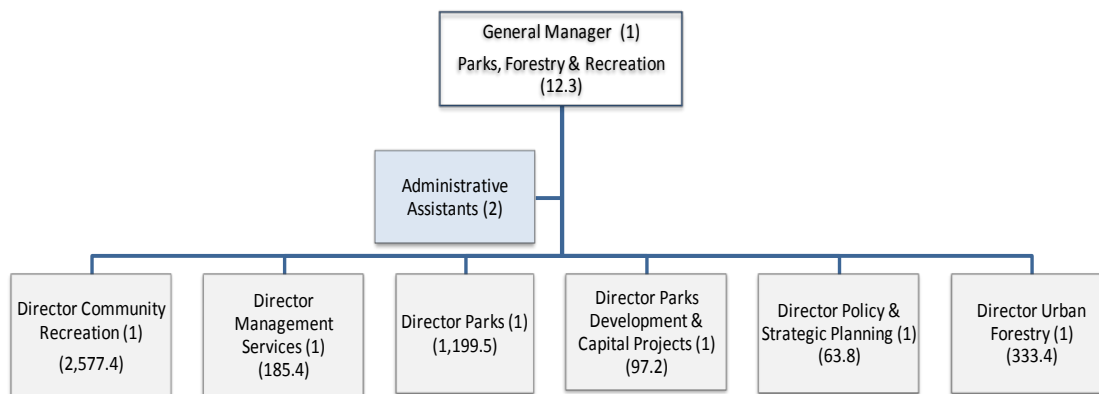 General Manager (1)
Parks, Forestry & Recreation
(12.3)
Administrative
Assistants (2)
Director Community
Recreation (1)
(2,577.4)
Director
Management
Services (1)
(185.4)
Director Parks (1)
(1,199.5)
Director Parks
Development &
Capital Projects (1)
(97.2)
Director Policy &
Strategic Planning (1)
(63.8)
Director Urban
Forestry (1)
(333.4)